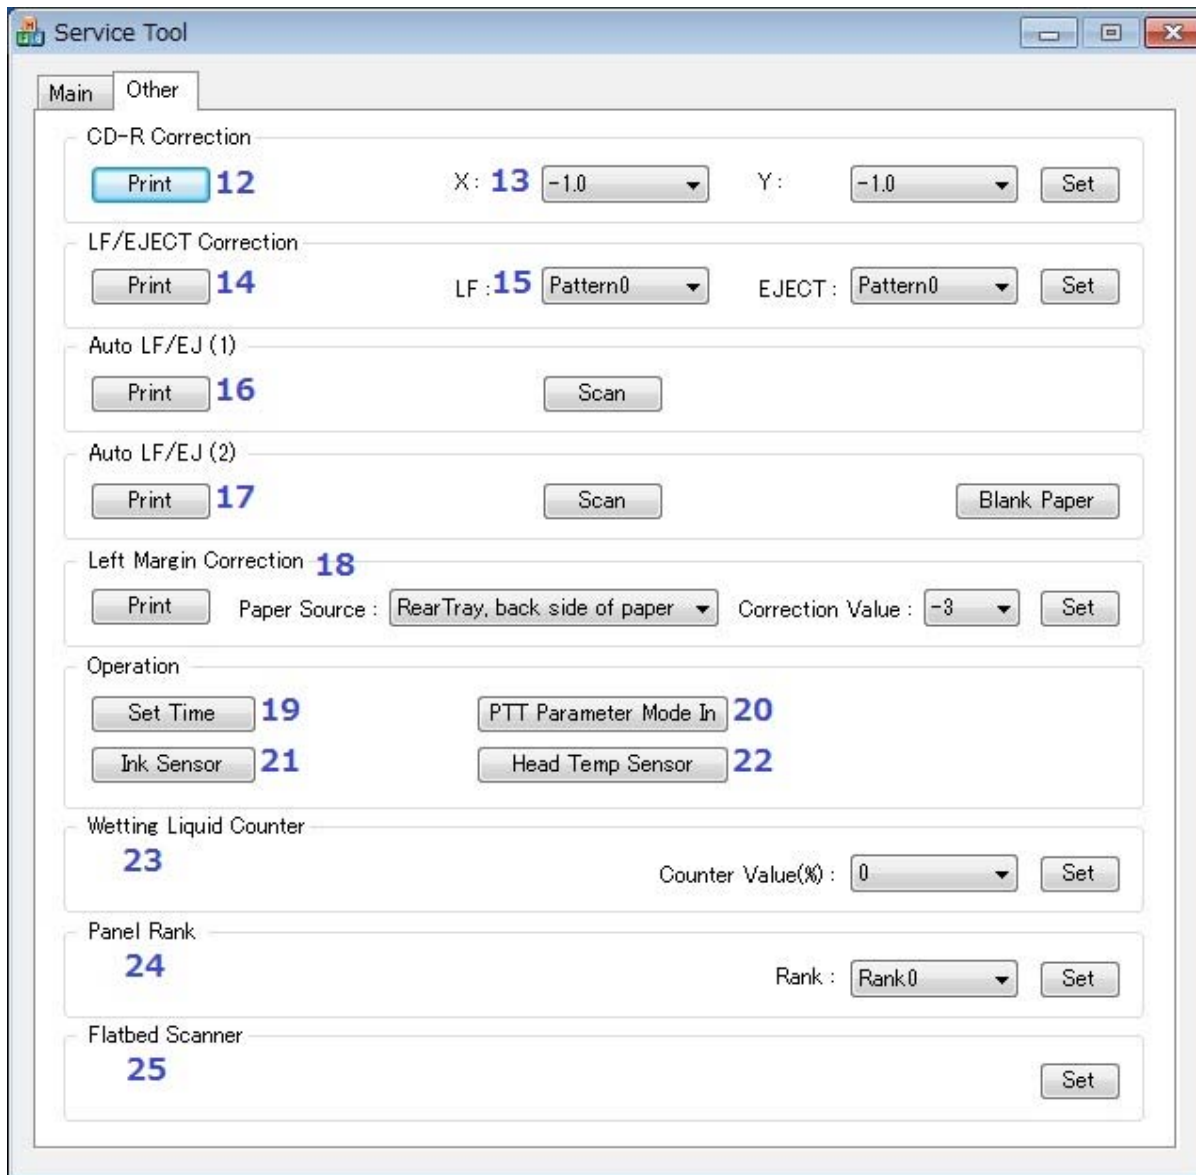 Service Tool
Main Other
CD-R Correction
Print 12 X : 13 -1.0 Y : -1.0 Set
LF/EJECT Correction
Print 14 LF : 15 Pattern0 EJECT : Pattern0 Set
Auto LF/EJ (1)
Print 16 Scan
Auto LF/EJ (2)
Print 17 Scan Blank Paper
Left Margin Correction 18
Print Paper Source : RearTray, back side of paper Correction Value : -3 Set
Operation
Set Time 19 PTT Parameter Mode In 20
Ink Sensor 21 Head Temp Sensor 22
Wetting Liquid Counter
23 Counter Value(%) : 0 Set
Panel Rank
24 Rank : Rank0 Set
Flatbed Scanner
25 Set